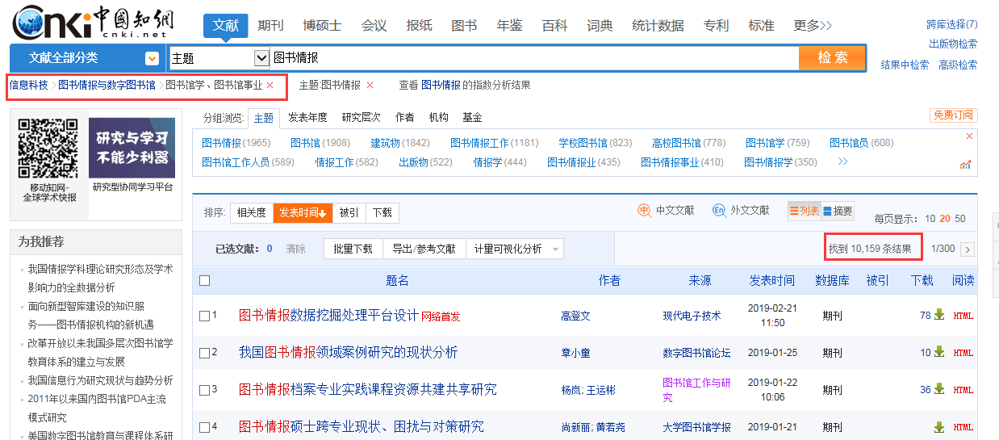 Cnki 中國知網
cnki.net
文献 期刊 博硕士 会议 报纸 图书 年鉴 百科 词典 统计数据 专利 标准 更多>>
跨库选择(7)
出版物检索
文献全部分类 主题 图书情报 检索
结果中检索 高级检索
信息科技 > 图书情报与数字图书馆 > 图书馆学、图书馆事业 × 主题:图书情报 × 查看 图书情报 的指数分析结果
研究与学习
不能少利器
移动知网-
全球学术快报
研究型协同学习平台
分组浏览: 主题 发表年度 研究层次 作者 机构 基金 免费订阅
图书情报(1965) 图书馆(1908) 建筑物(1842) 图书情报工作(1181) 学校图书馆(823) 高校图书馆(778) 图书馆学(759) 图书馆员(608)
图书馆工作人员(589) 情报工作(582) 出版物(522) 情报学(444) 图书情报业(435) 图书情报事业(410) 图书情报学(350) >>
为我推荐
我国情报学科理论研究形态及学术
影响力的全数据分析
面向新型智库建设的知识服
务——图书情报机构的新机遇
改革开放以来我国多层次图书馆学
教育体系的建立与发展
我国信息行为研究现状与趋势分析
2011年以来国内图书馆PDA主流
模式研究
美国数字图书馆教育与课程体系研
排序: 相关度 发表时间 被引 下载 中 中文文献 En 外文文献 列表 摘要 每页显示: 10 20 50
已选文献: 0 清除 批量下载 导出/参考文献 计量可视化分析 找到 10,159 条结果 1/300 >
题名 作者 来源 发表时间 数据库 被引 下载 阅读
1 图书情报数据挖掘处理平台设计 网络首发 高登文 现代电子技术 2019-02-21
11:50 期刊 78 HTML
2 我国图书情报领域案例研究的现状分析 章小童 数字图书馆论坛 2019-01-25 期刊 10 HTML
3 图书情报档案专业实践课程资源共建共享研究 杨岚; 王运彬 图书馆工作与研
究 2019-01-22
10:06 期刊 36 HTML
4 图书情报硕士跨专业现状、困扰与对策研究 尚新丽; 黄若尧 大学图书馆学报 2019-01-21 期刊 HTML